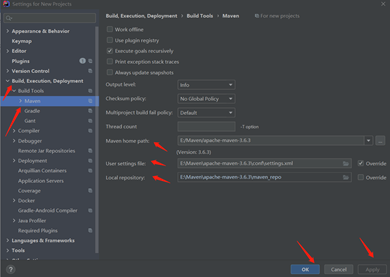 Settings for New Projects
Appearance & Behavior
Keymap
Editor
Plugins
Version Control
Build, Execution, Deployment
Build Tools
Maven
Gradle
Gant
Compiler
Debugger
Remote Jar Repositories
Deployment
Arquillian Containers
Application Servers
Coverage
Docker
Gradle-Android Compiler
Java Profiler
Required Plugins
Languages & Frameworks
Tools
Build, Execution, Deployment › Build Tools › Maven For new projects
Work offline
Use plugin registry
Execute goals recursively
Print exception stack traces
Always update snapshots
Output level: Info
Checksum policy: No Global Policy
Multiproject build fail policy: Default
Thread count -T option
Maven home path: E:/Maven/apache-maven-3.6.3
(Version: 3.6.3)
User settings file: E:\Maven\apache-maven-3.6.3\conf\settings.xml Override
Local repository: E:\Maven\apache-maven-3.6.3\maven_repo Override
?
OK Cancel Apply